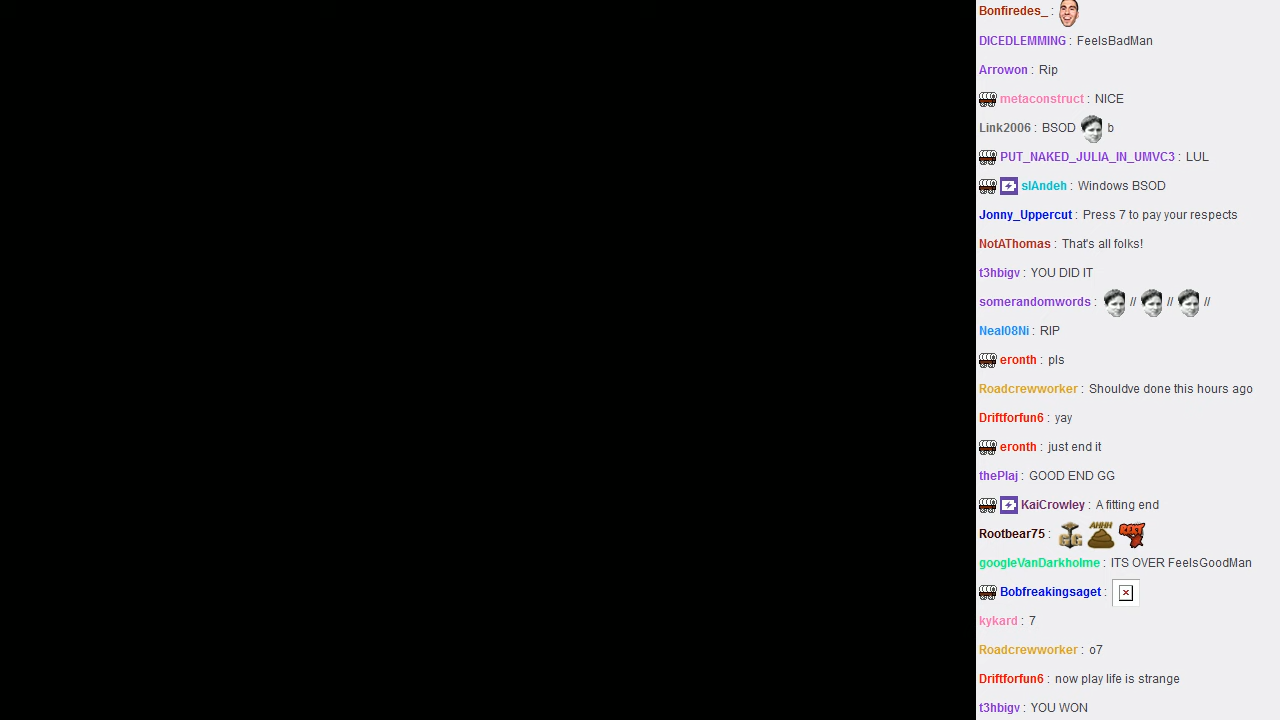 Bonfiredes_ :
DICEDLEMMING : FeelsBadMan
Arrowon : Rip
metaconstruct : NICE
Link2006 : BSOD b
PUT_NAKED_JULIA_IN_UMVC3 : LUL
slAndeh : Windows BSOD
Jonny_Uppercut : Press 7 to pay your respects
NotAThomas : That's all folks!
t3hbigv : YOU DID IT
somerandomwords : // // //
Neal08Ni : RIP
eronth : pls
Roadcrewworker : Shouldve done this hours ago
Driftforfun6 : yay
eronth : just end it
thePlaj : GOOD END GG
KaiCrowley : A fitting end
Rootbear75 : GG AHHH
googleVanDarkholme : ITS OVER FeelsGoodMan
Bobfreakingsaget :
kykard : 7
Roadcrewworker : o7
Driftforfun6 : now play life is strange
t3hbigv : YOU WON